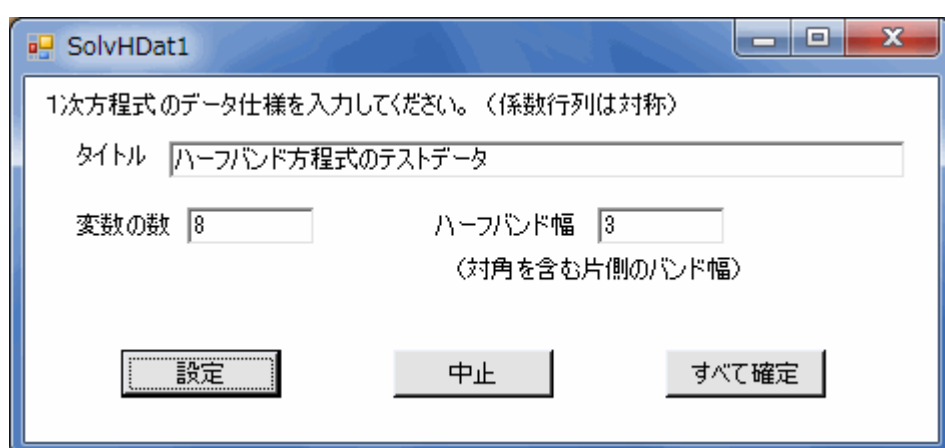 SolvHDat1
1次方程式のデータ仕様を入力してください。（係数行列は対称）
タイトル ハーフバンド方程式のテストデータ
変数の数 8 ハーフバンド幅 3
（対角を含む片側のバンド幅）
設定 中止 すべて確定